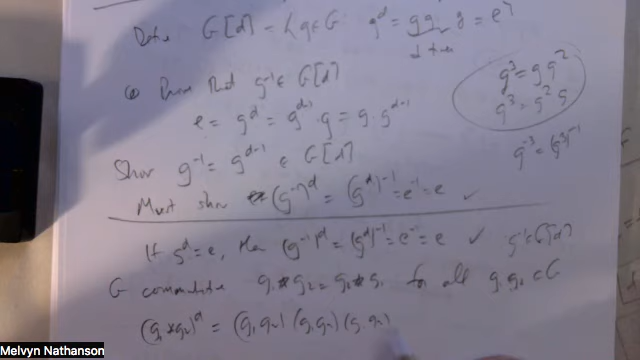 G[d] = { g ∈ G : g^d = g g … g = e }
d times
Prove that g^-1 ∈ G[d]
g^3 = g g^2
g^3 = g^2 g
e = g^d = g^d-1 · g = g · g^d-1
g^-3 = (g^3)^-1
Show g^-1 = g^d-1 ∈ G[d]
Must show (g^-1)^d = (g^d)^-1 = e^-1 = e ✓
If g^d = e, then (g^-1)^d = (g^d)^-1 = e^-1 = e ✓ g^-1 ∈ G[d]
G commutative g1 * g2 = g2 * g1 for all g1 g2 ∈ G
(g1 * g2)^d = (g1 g2) (g1 g2) (g1 g2)
Melvyn Nathanson